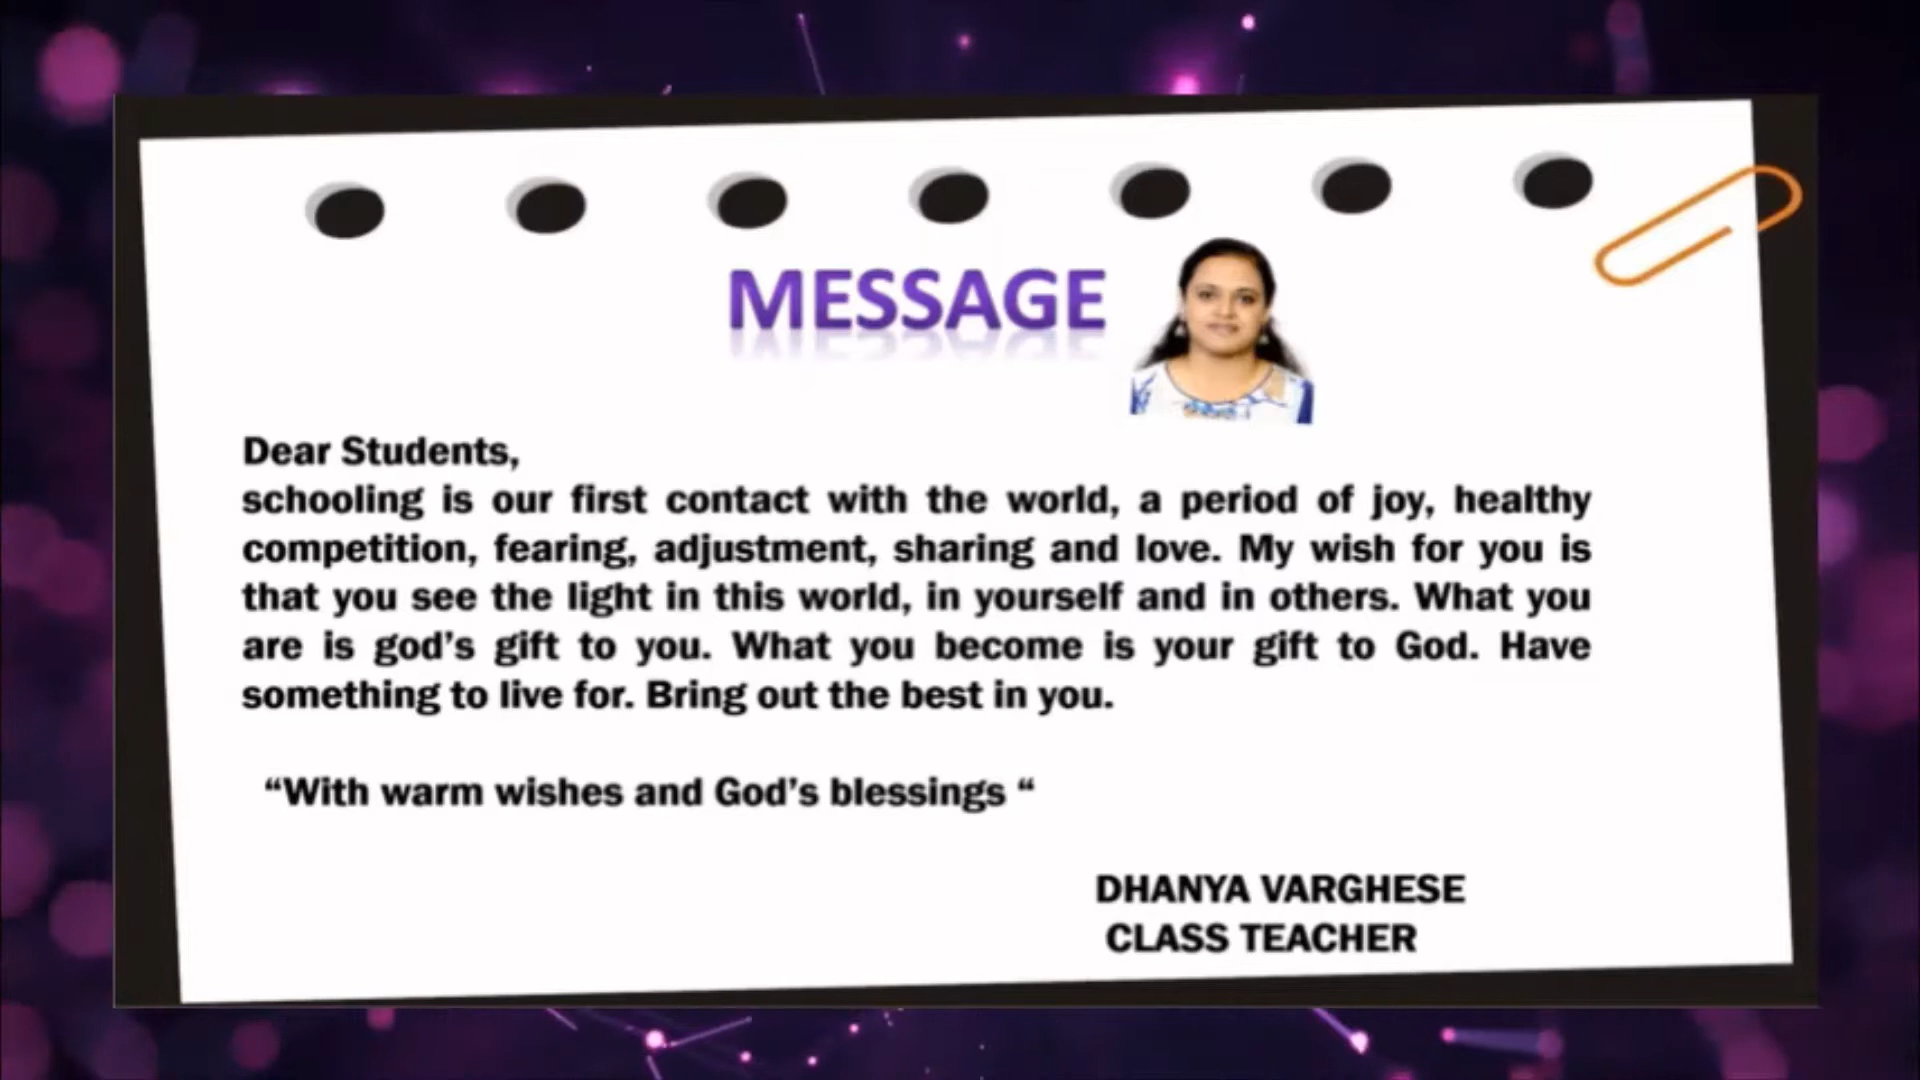 MESSAGE
Dear Students,
schooling is our first contact with the world, a period of joy, healthy
competition, fearing, adjustment, sharing and love. My wish for you is
that you see the light in this world, in yourself and in others. What you
are is god’s gift to you. What you become is your gift to God. Have
something to live for. Bring out the best in you.
“With warm wishes and God’s blessings “
DHANYA VARGHESE
CLASS TEACHER